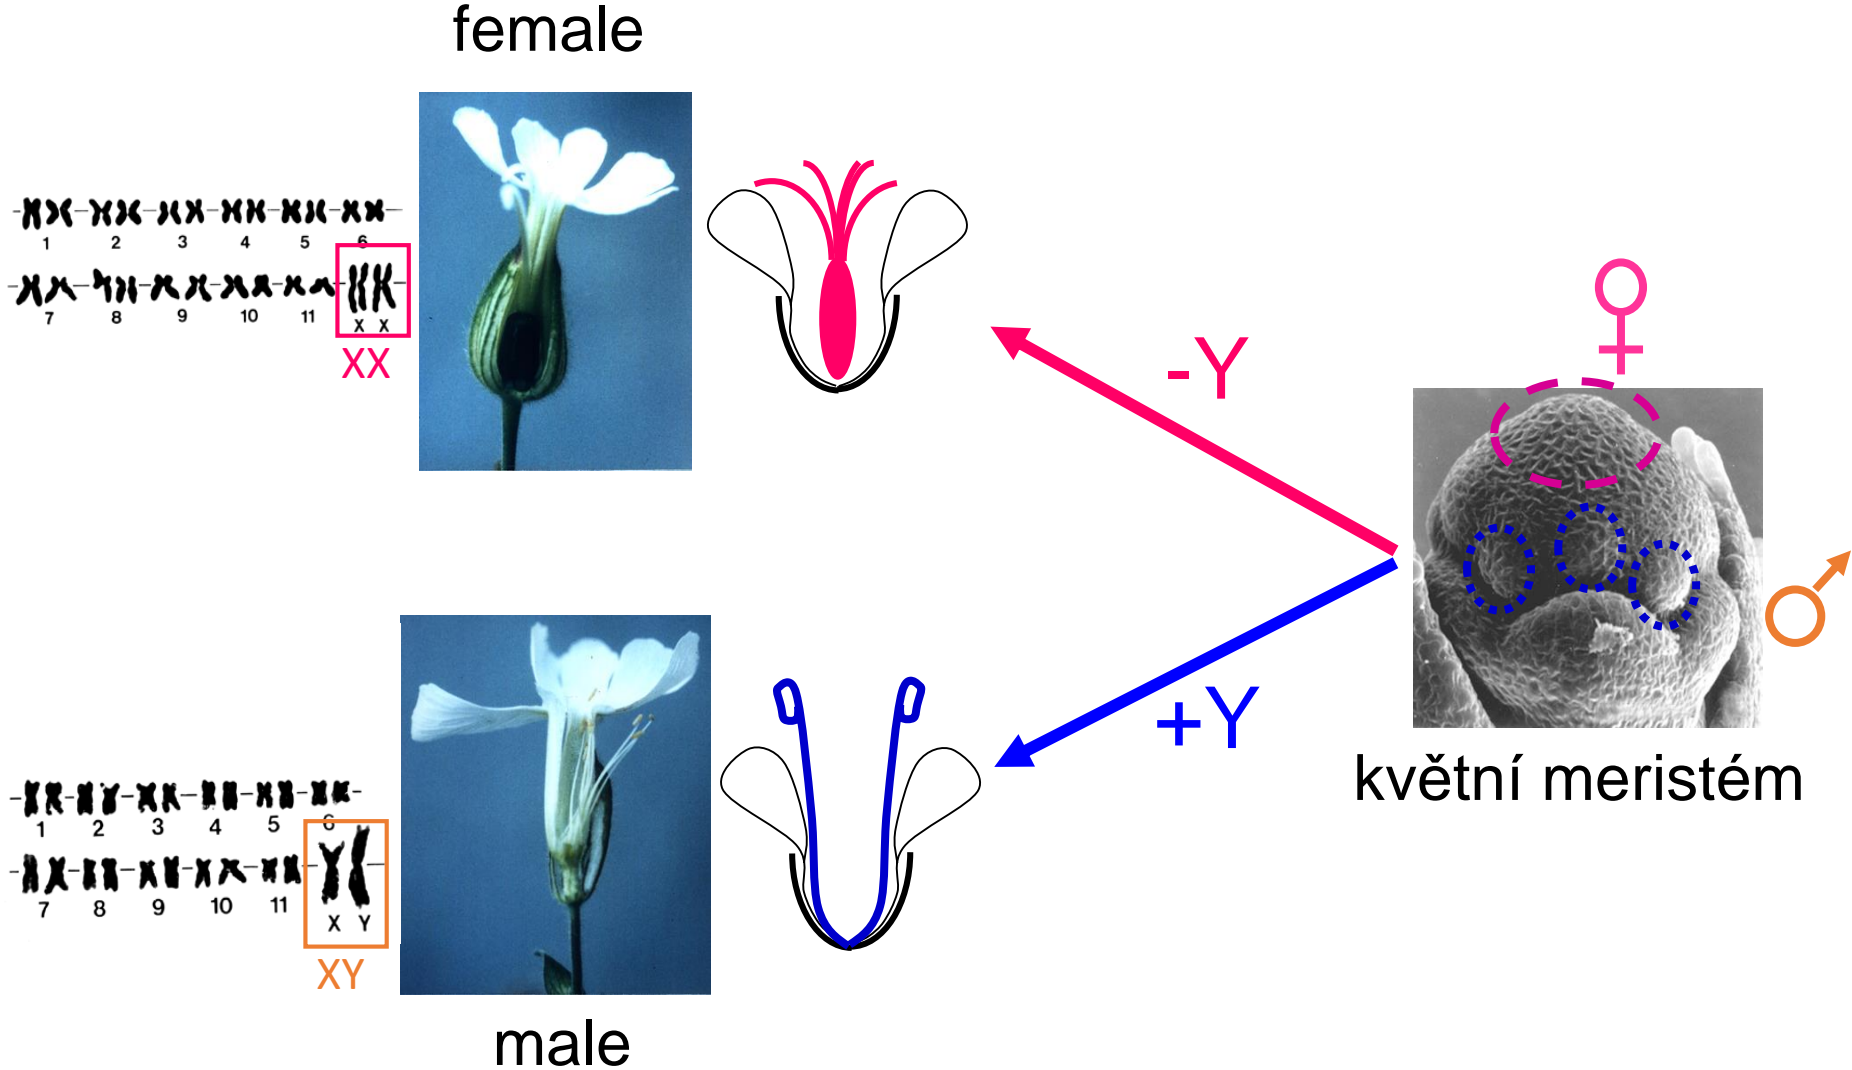 female
1 2 3 4 5 6
7 8 9 10 11 X X
XX
-Y
+Y
květní meristém
1 2 3 4 5 6
7 8 9 10 11 X Y
XY
male